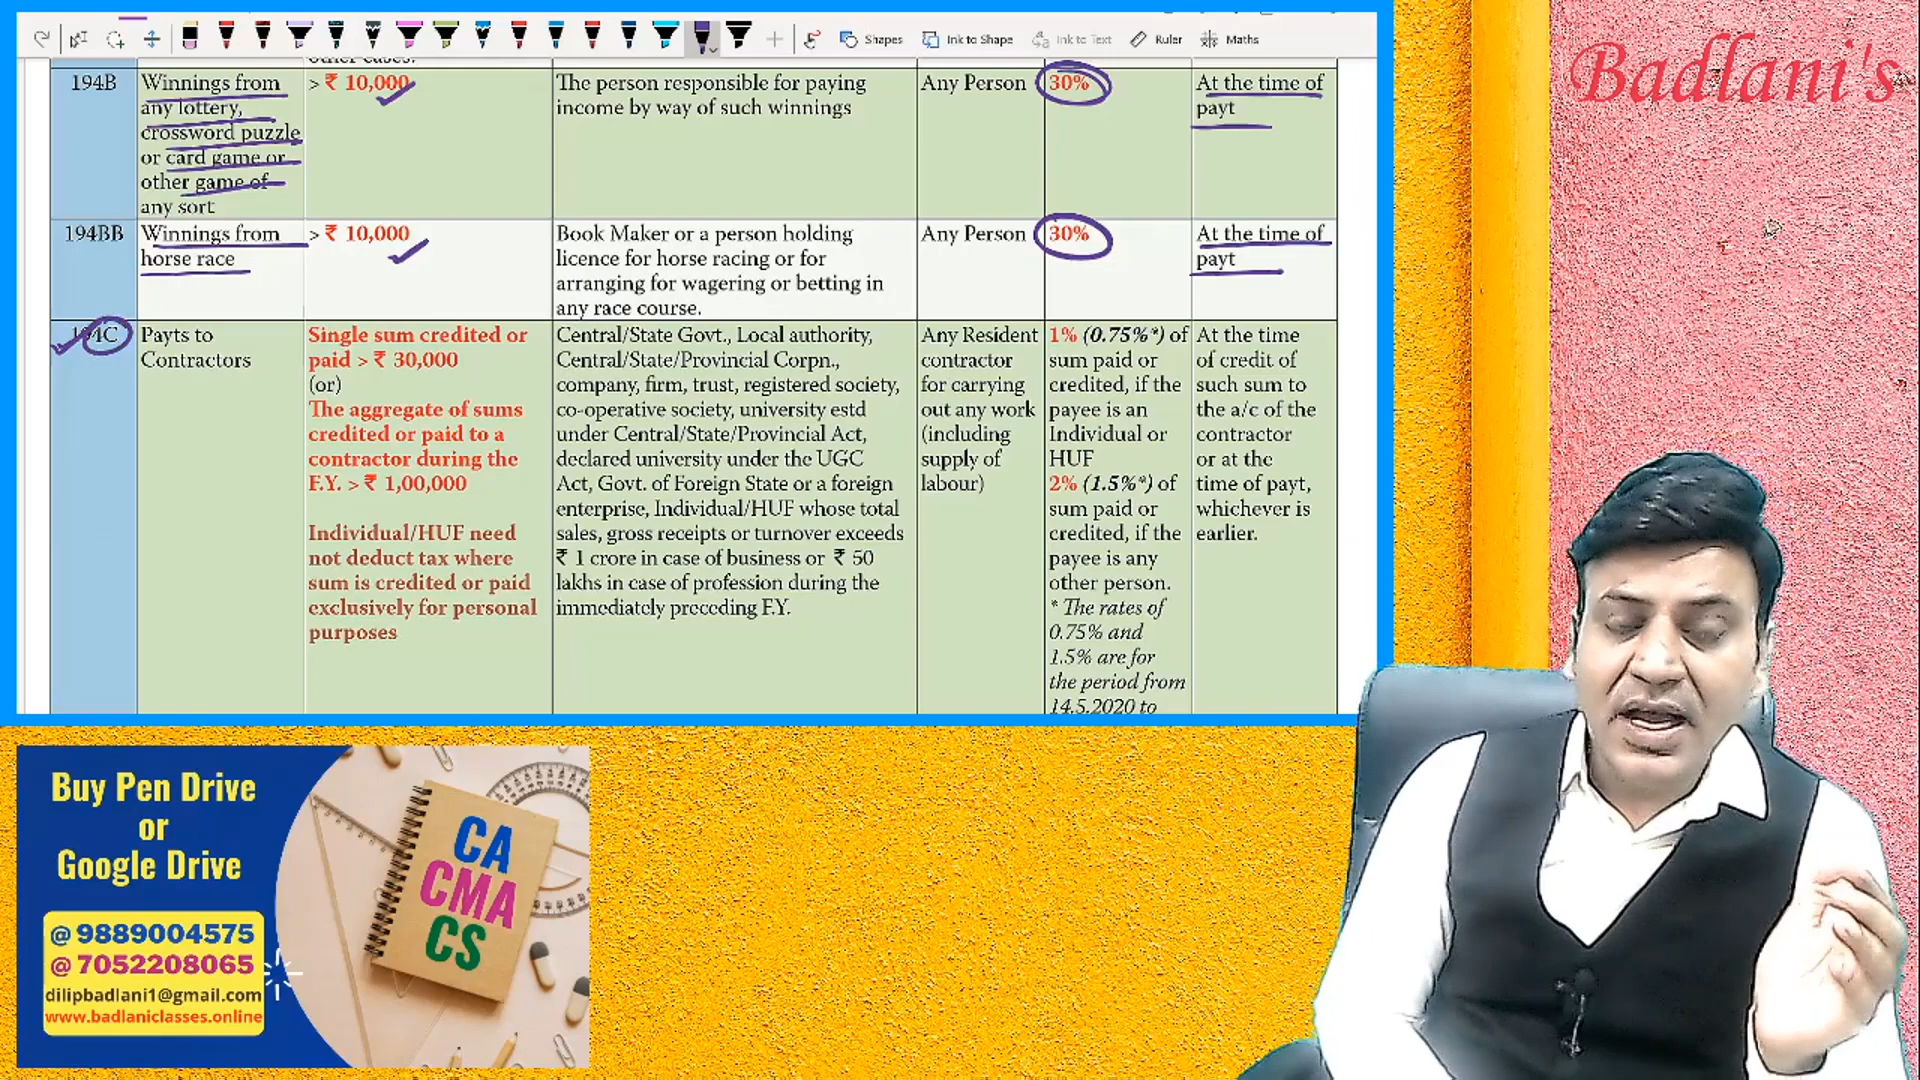 Shapes
Ink to Shape
Ink to Text
Ruler
Maths
Badlani's
other cases.
194B
Winnings from
any lottery,
crossword puzzle
or card game or
other game of
any sort
> ₹ 10,000
The person responsible for paying
income by way of such winnings
Any Person
30%
At the time of
payt
194BB
Winnings from
horse race
> ₹ 10,000
Book Maker or a person holding
licence for horse racing or for
arranging for wagering or betting in
any race course.
Any Person
30%
At the time of
payt
194C
Payts to
Contractors
Single sum credited or
paid > ₹ 30,000
(or)
The aggregate of sums
credited or paid to a
contractor during the
F.Y. > ₹ 1,00,000
Individual/HUF need
not deduct tax where
sum is credited or paid
exclusively for personal
purposes
Central/State Govt., Local authority,
Central/State/Provincial Corpn.,
company, firm, trust, registered society,
co-operative society, university estd
under Central/State/Provincial Act,
declared university under the UGC
Act, Govt. of Foreign State or a foreign
enterprise, Individual/HUF whose total
sales, gross receipts or turnover exceeds
₹ 1 crore in case of business or ₹ 50
lakhs in case of profession during the
immediately preceding F.Y.
Any Resident
contractor
for carrying
out any work
(including
supply of
labour)
1% (0.75%*) of
sum paid or
credited, if the
payee is an
Individual or
HUF
2% (1.5%*) of
sum paid or
credited, if the
payee is any
other person.
* The rates of
0.75% and
1.5% are for
the period from
14.5.2020 to
At the time
of credit of
such sum to
the a/c of the
contractor
or at the
time of payt,
whichever is
earlier.
Buy Pen Drive
or
Google Drive
@ 9889004575
@ 7052208065
dilipbadlani1@gmail.com
www.badlaniclasses.online
CA
CMA
CS